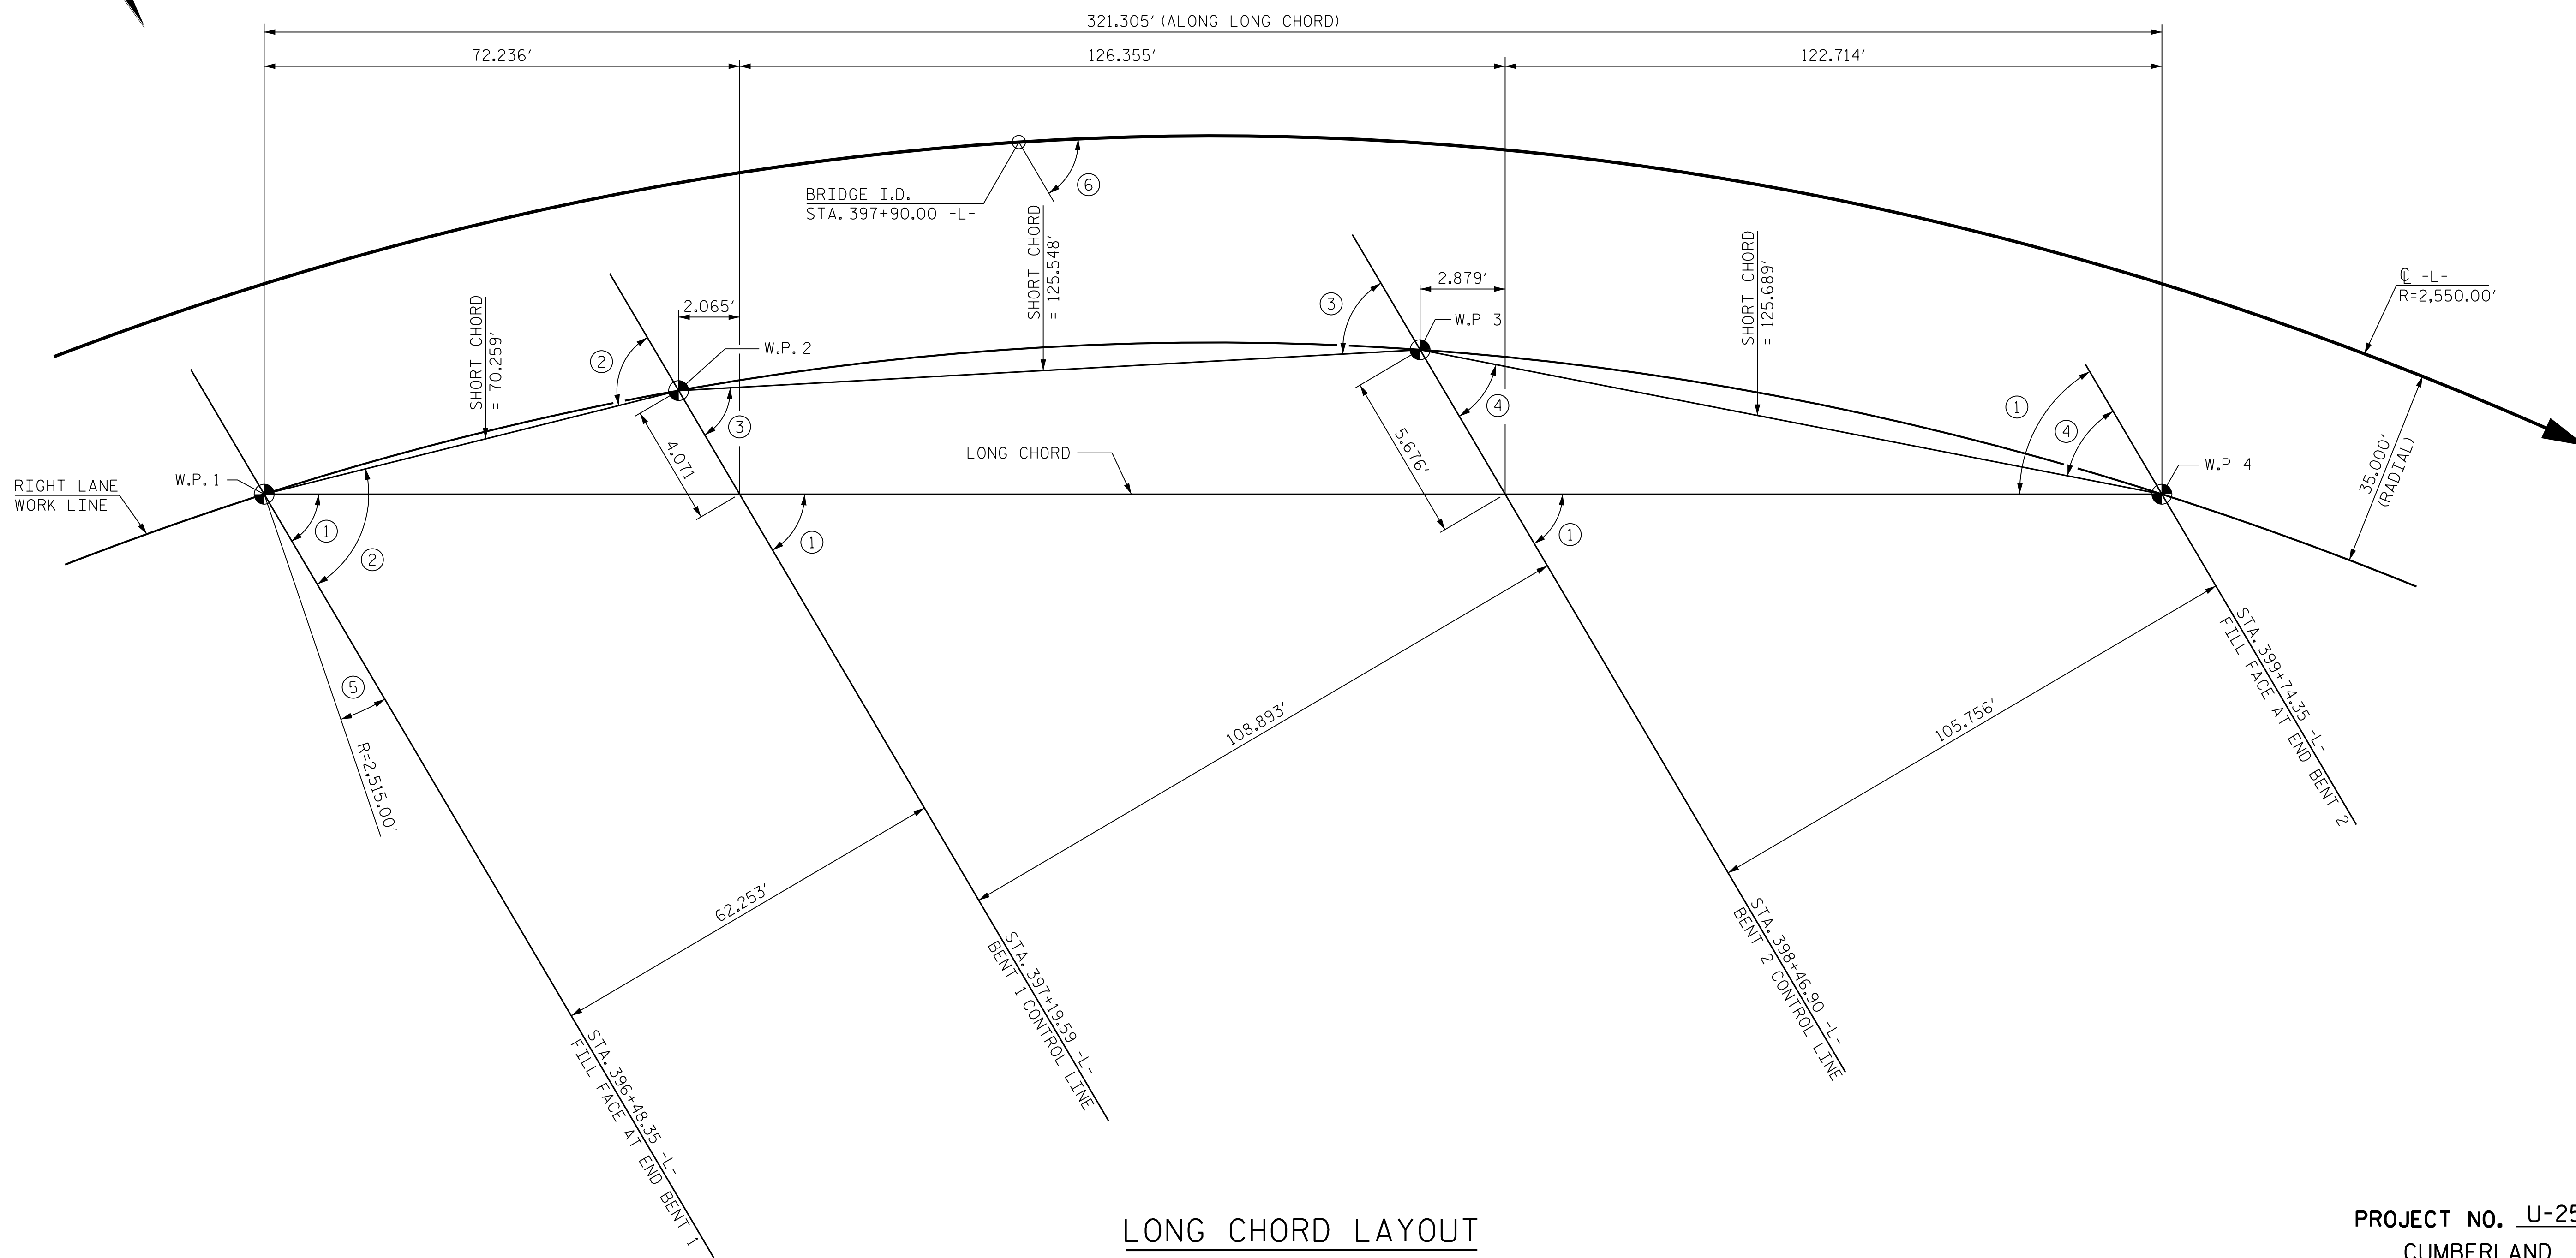 321.305' (ALONG LONG CHORD)
72.236'
126.355'
122.714'
BRIDGE I.D.
STA. 397+90.00 -L-
6
SHORT CHORD
= 70.259'
2.065'
W.P. 2
2
3
4.071
SHORT CHORD
= 125.548'
3
2.879'
W.P 3
4
5.676'
SHORT CHORD
= 125.689'
℄ -L-
R=2,550.00'
35.000'
(RADIAL)
1
4
W.P 4
RIGHT LANE
WORK LINE
W.P. 1
LONG CHORD
1
2
1
1
5
R=2,515.00'
62.253'
108.893'
105.756'
STA. 396+48.35 -L-
FILL FACE AT END BENT 1
STA. 397+19.59 -L-
BENT 1 CONTROL LINE
STA. 398+46.90 -L-
BENT 2 CONTROL LINE
STA. 399+74.35 -L-
FILL FACE AT END BENT 2
LONG CHORD LAYOUT
PROJECT NO. U-25
CUMBERLAND